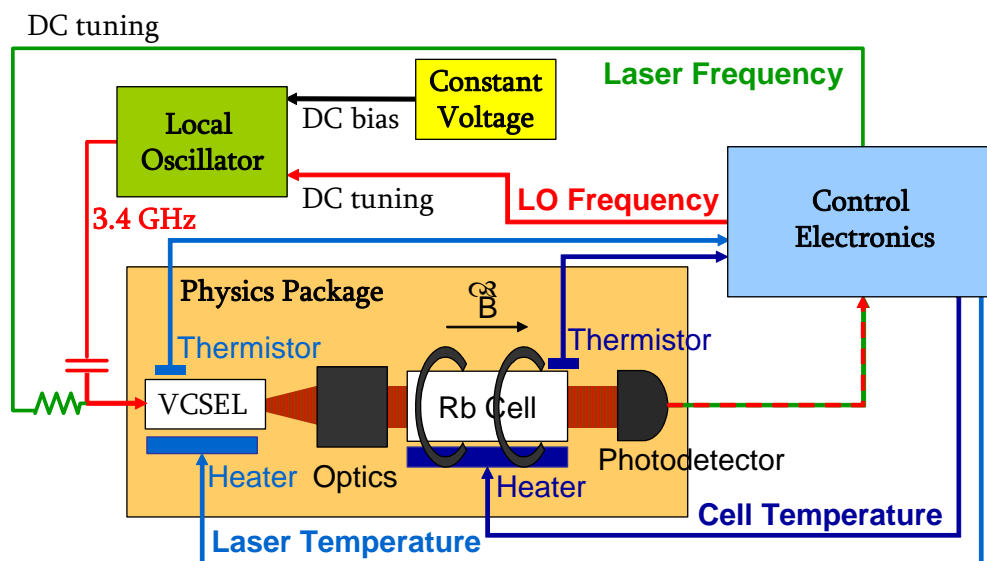 DC tuning
Laser Frequency
Constant
Voltage
DC bias
Local
Oscillator
DC tuning
LO Frequency
Control
Electronics
3.4 GHz
Physics Package
B
Thermistor
Thermistor
VCSEL
Rb Cell
Heater
Optics
Heater
Photodetector
Cell Temperature
Laser Temperature